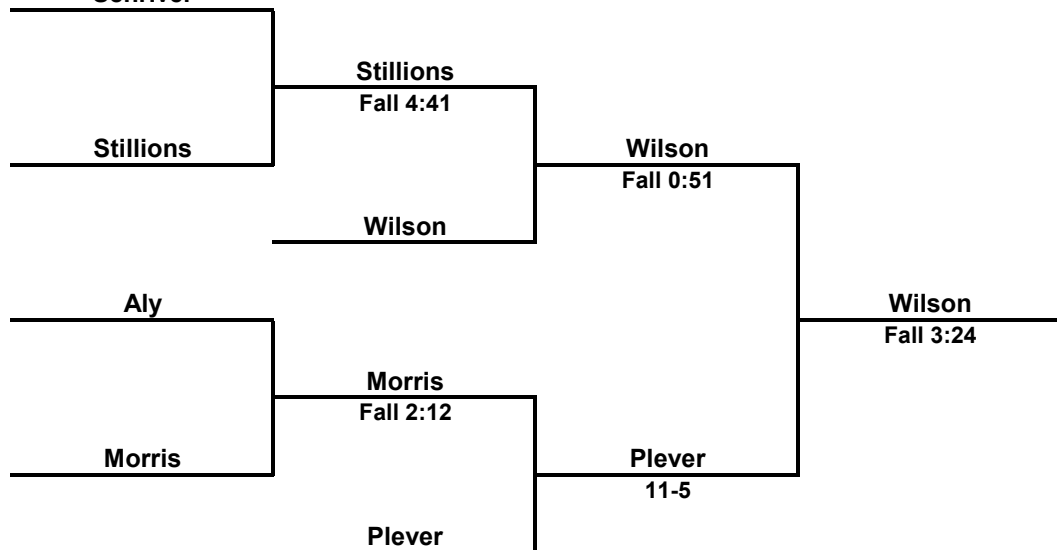 Stillions
Fall 4:41
Stillions
Wilson
Fall 0:51
Wilson
Aly
Wilson
Fall 3:24
Morris
Fall 2:12
Morris
Plever
11-5
Plever